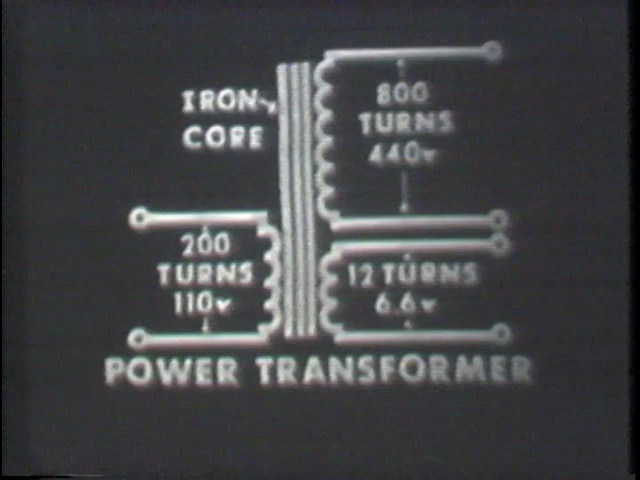 IRON
CORE
800
TURNS
440v
200
TURNS
110v
12 TURNS
6.6v
POWER TRANSFORMER